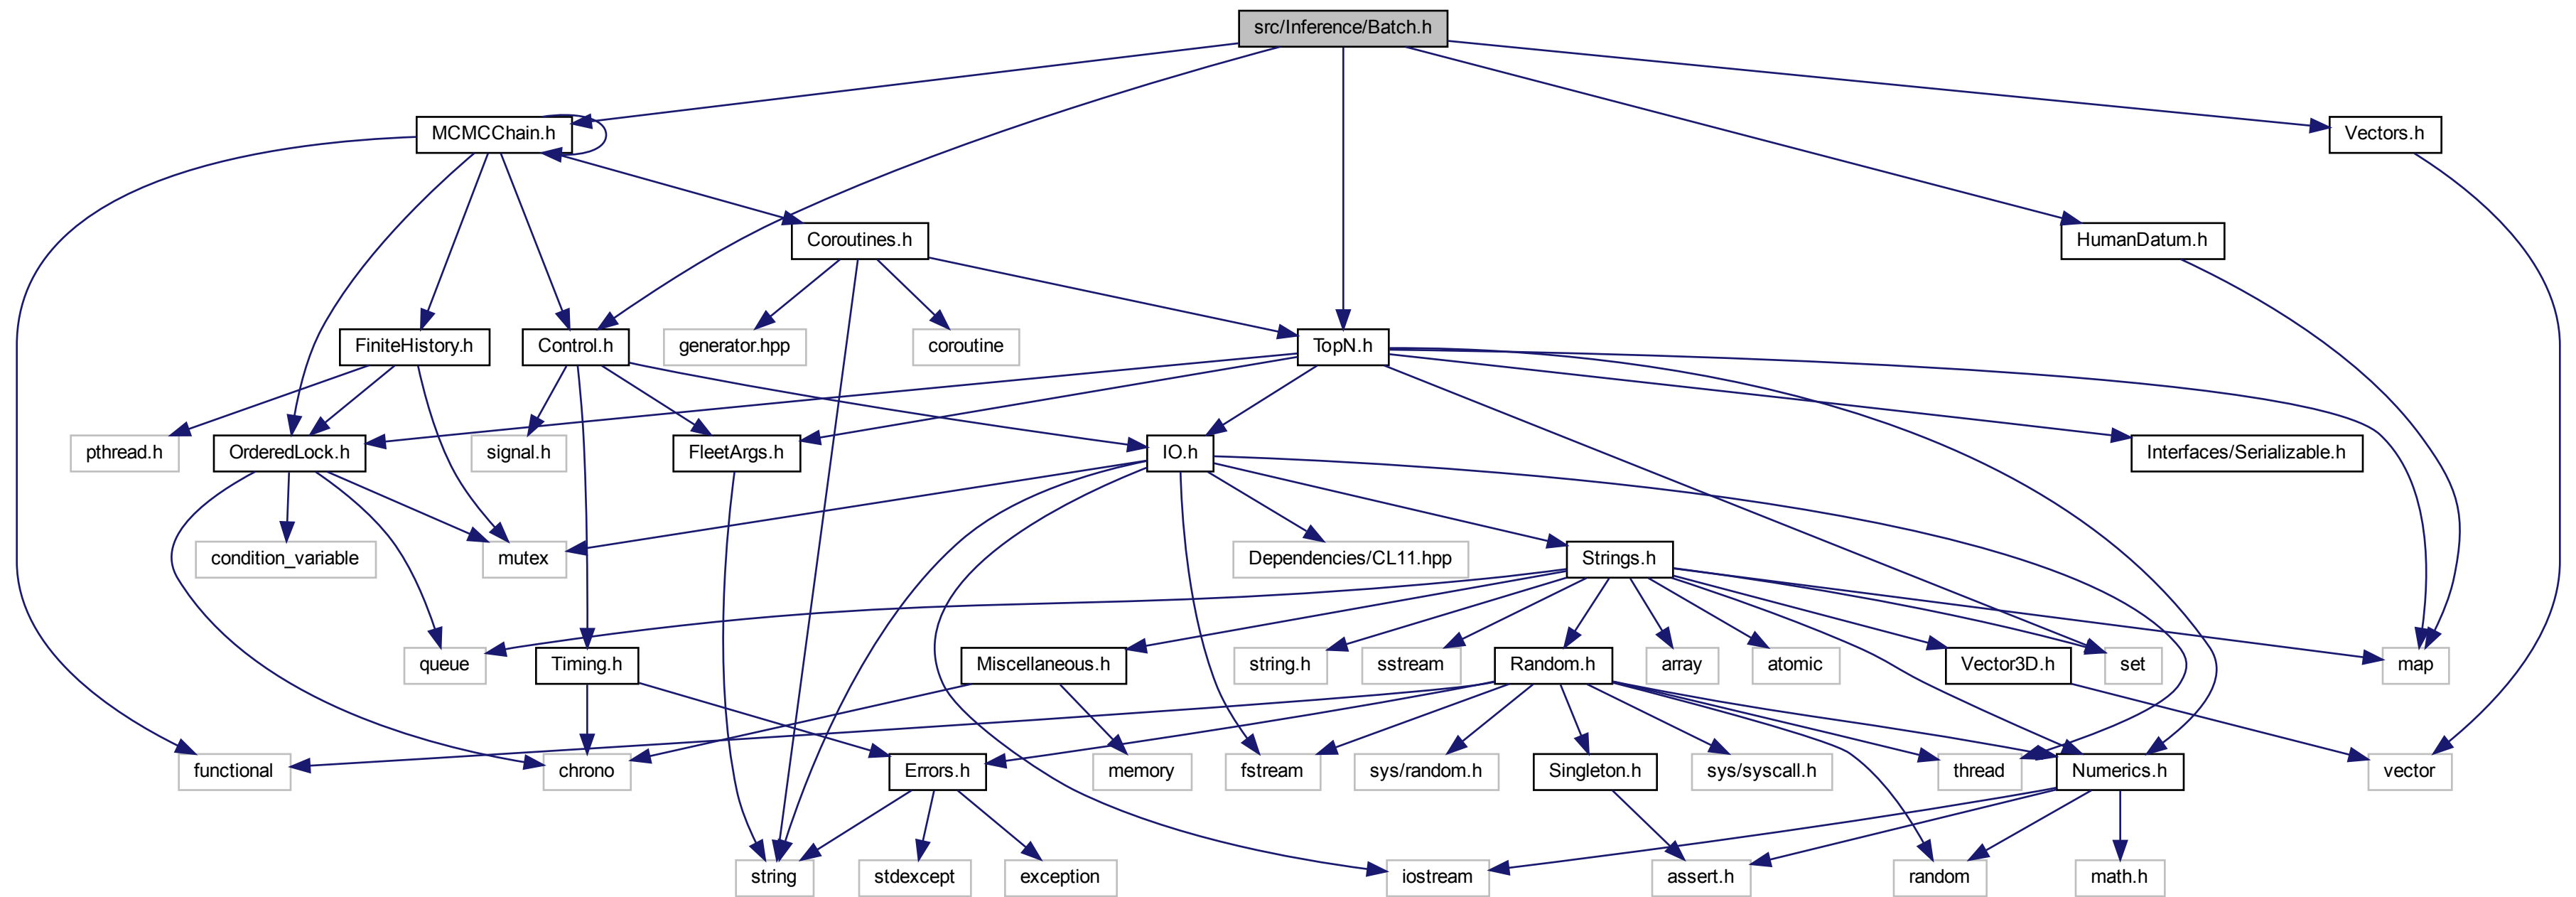 src/Inference/Batch.h
MCMCChain.h
Vectors.h
Coroutines.h
HumanDatum.h
FiniteHistory.h
Control.h
generator.hpp
coroutine
TopN.h
pthread.h
OrderedLock.h
signal.h
FleetArgs.h
IO.h
Interfaces/Serializable.h
condition_variable
mutex
Dependencies/CL11.hpp
Strings.h
queue
Timing.h
Miscellaneous.h
string.h
sstream
Random.h
array
atomic
Vector3D.h
set
map
functional
chrono
Errors.h
memory
fstream
sys/random.h
Singleton.h
sys/syscall.h
thread
Numerics.h
vector
string
stdexcept
exception
iostream
assert.h
random
math.h